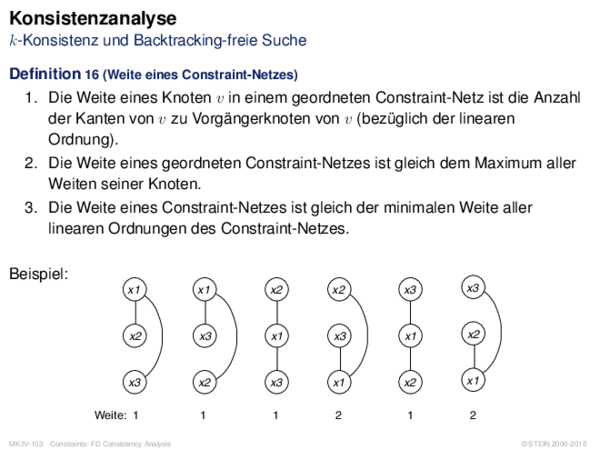 Konsistenzanalyse
k-Konsistenz und Backtracking-freie Suche
Definition 16 (Weite eines Constraint-Netzes)
1. Die Weite eines Knoten v in einem geordneten Constraint-Netz ist die Anzahl
der Kanten von v zu Vorgängerknoten von v (bezüglich der linearen
Ordnung).
2. Die Weite eines geordneten Constraint-Netzes ist gleich dem Maximum aller
Weiten seiner Knoten.
3. Die Weite eines Constraint-Netzes ist gleich der minimalen Weite aller
linearen Ordnungen des Constraint-Netzes.
Beispiel:
x1 x1 x2 x2 x3 x3
x2 x3 x1 x3 x1 x2
x3 x2 x3 x1 x2 x1
Weite: 1 1 1 2 1 2
MK:IV-103 Constraints: FD Consistency Analysis ©STEIN 2000-2015